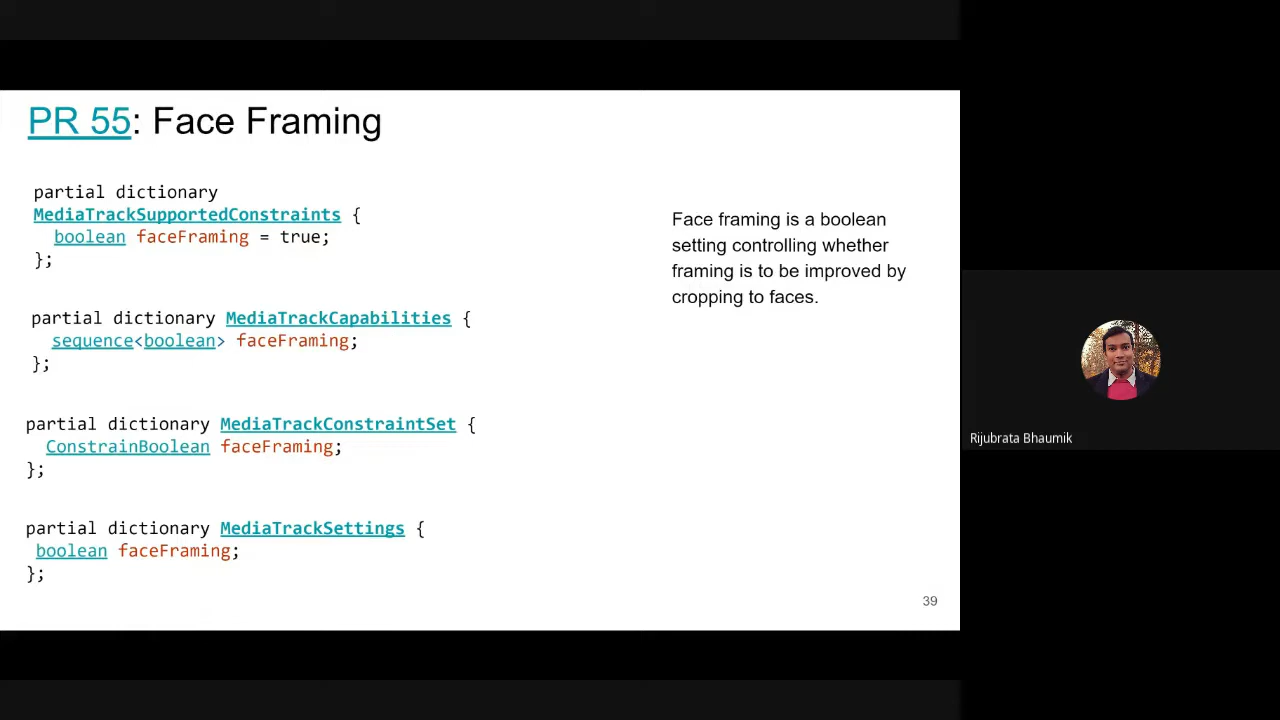 PR 55: Face Framing
partial dictionary
MediaTrackSupportedConstraints {
boolean faceFraming = true;
};
partial dictionary MediaTrackCapabilities {
sequence<boolean> faceFraming;
};
partial dictionary MediaTrackConstraintSet {
ConstrainBoolean faceFraming;
};
partial dictionary MediaTrackSettings {
boolean faceFraming;
};
Face framing is a boolean
setting controlling whether
framing is to be improved by
cropping to faces.
39
Rijubrata Bhaumik